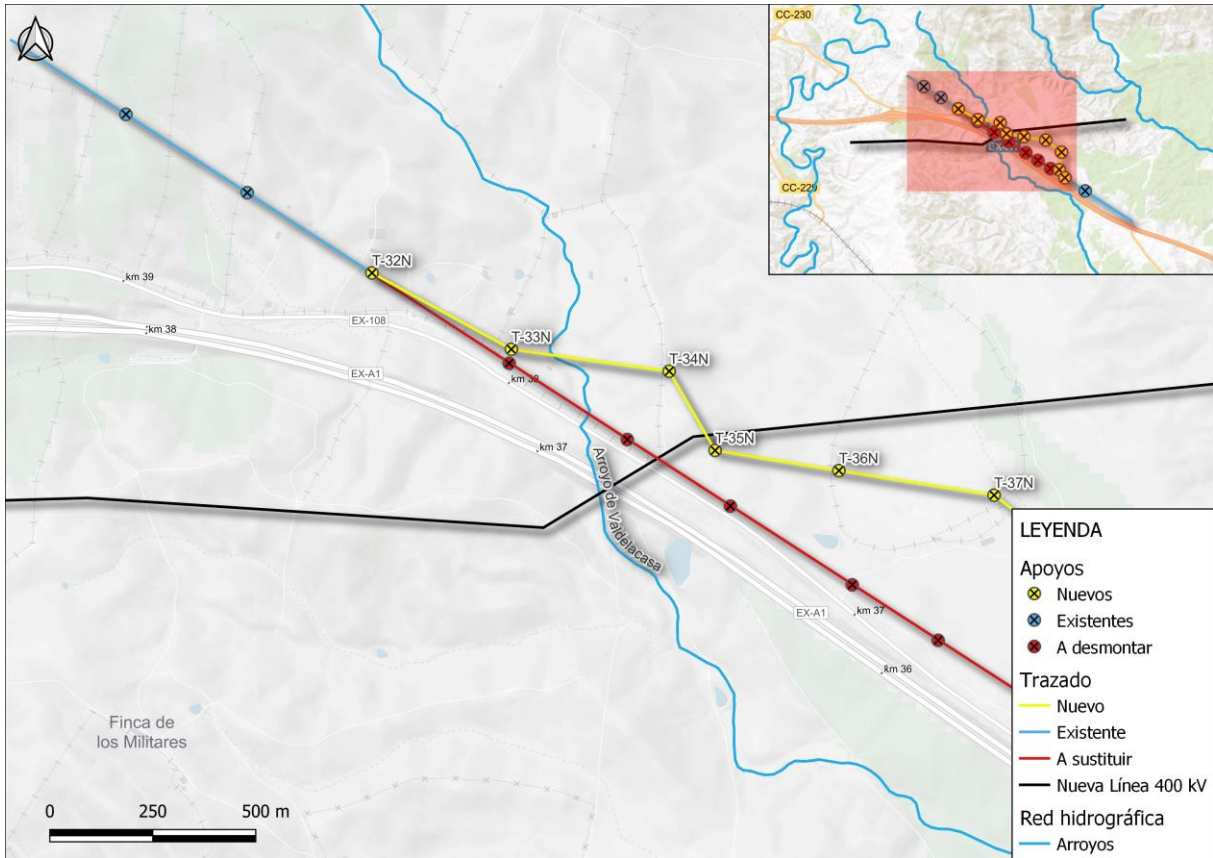 CC-230
EX-A1
CC-229
T-32N
km 39
EX-108
km 38
T-33N
EX-A1
km 38
T-34N
km 37
T-35N
T-36N
T-37N
Arroyo de Valdelacasa
EX-A1
km 37
km 36
Finca de
los Militares
0 250 500 m
LEYENDA
Apoyos
Nuevos
Existentes
A desmontar
Trazado
Nuevo
Existente
A sustituir
Nueva Línea 400 kV
Red hidrográfica
Arroyos